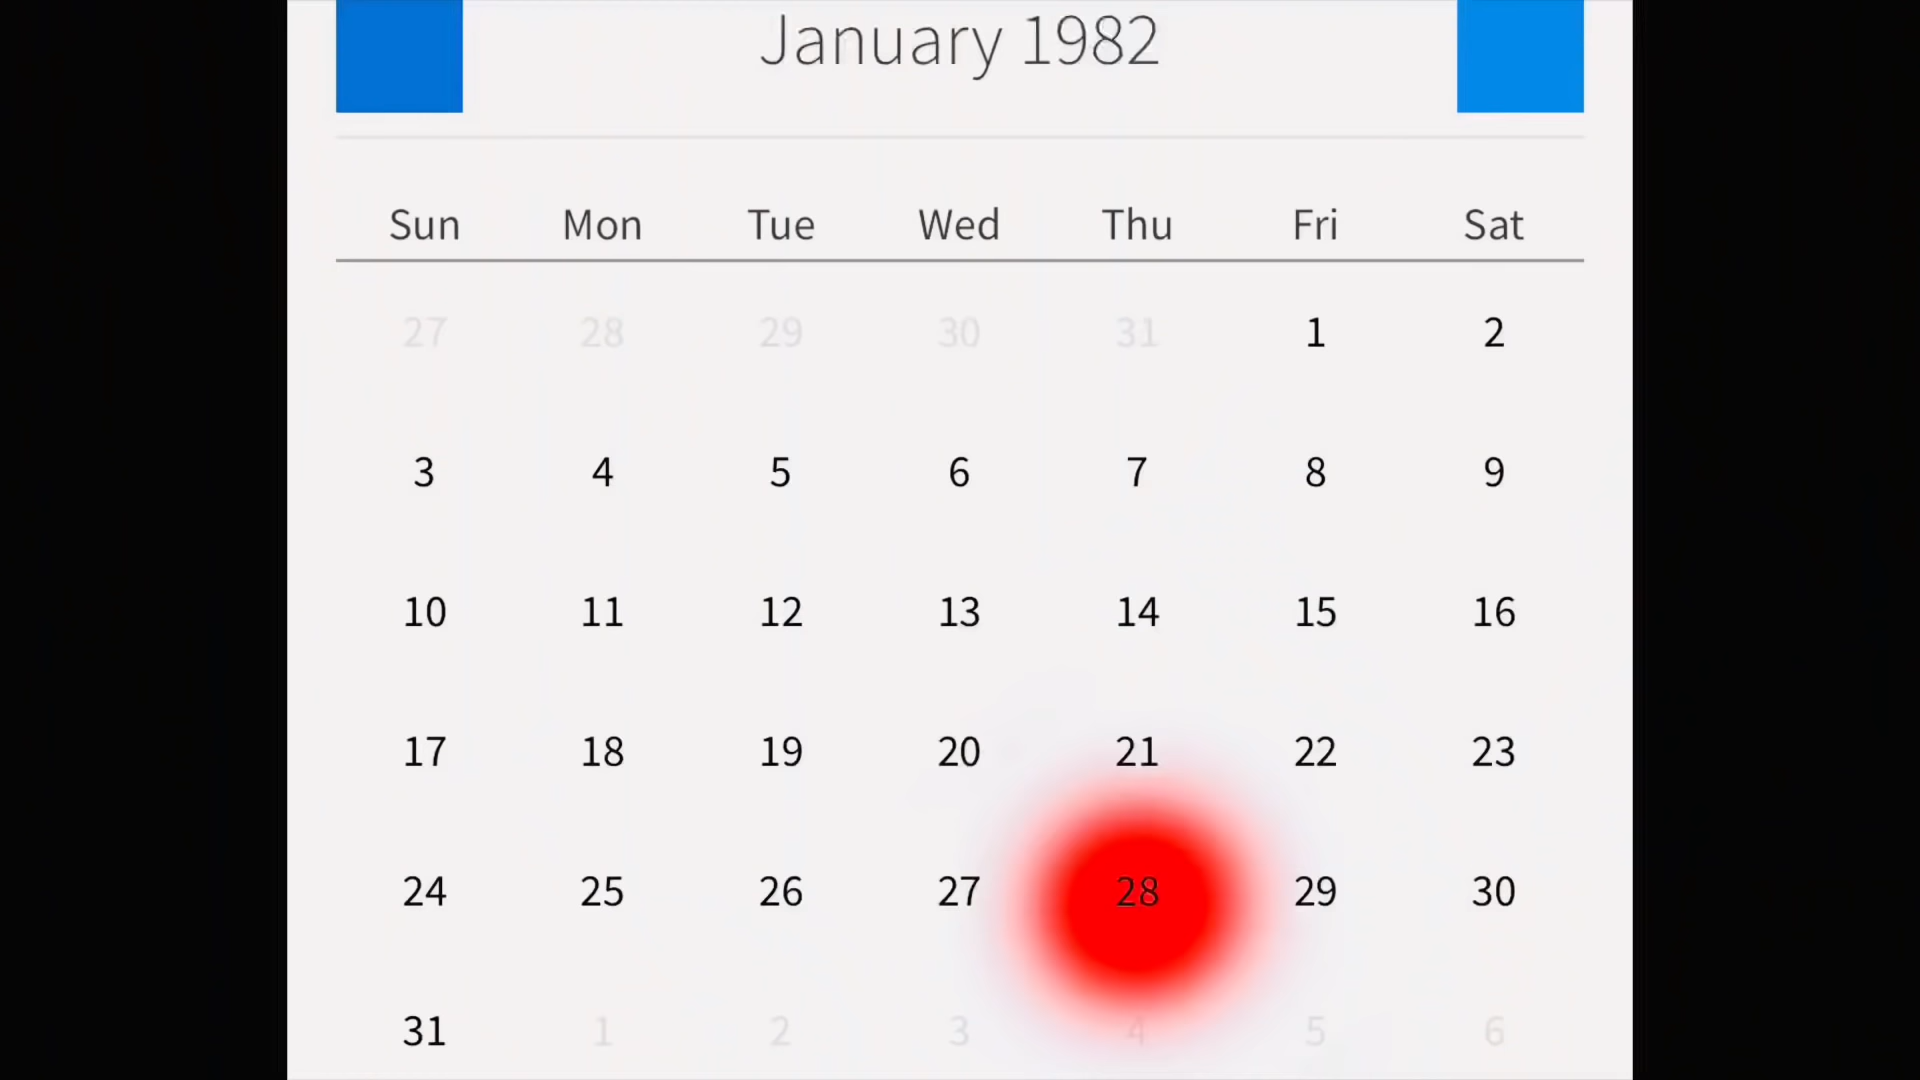 January 1982
Sun Mon Tue Wed Thu Fri Sat
27 28 29 30 31 1 2
3 4 5 6 7 8 9
10 11 12 13 14 15 16
17 18 19 20 21 22 23
24 25 26 27 28 29 30
31 1 2 3 4 5 6